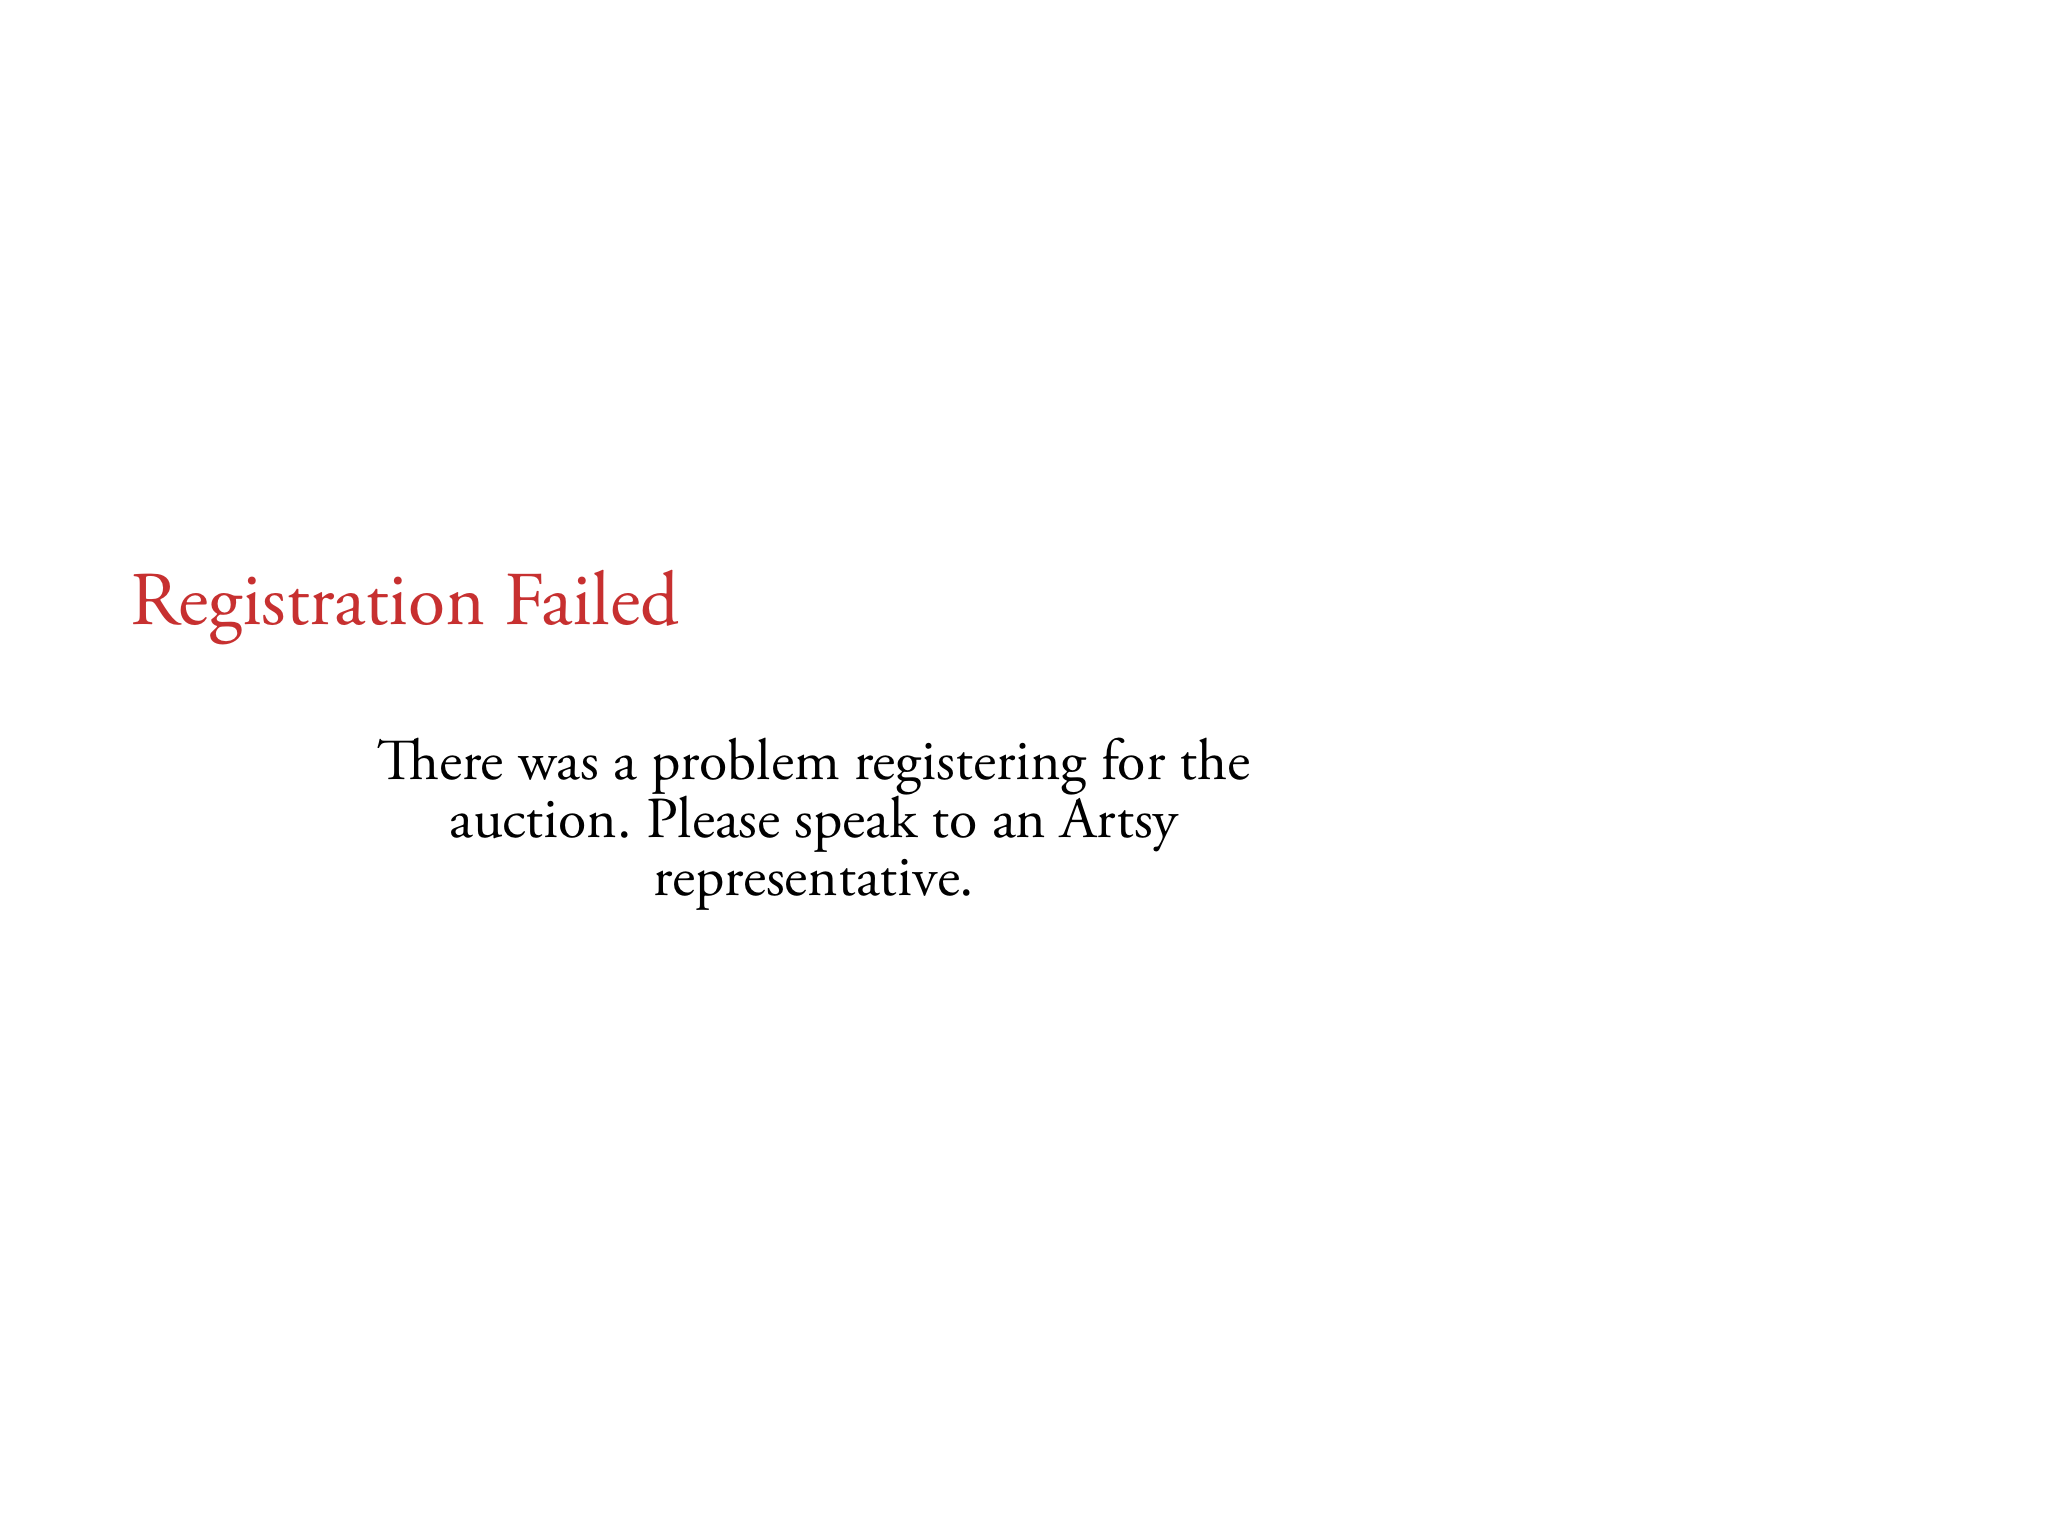 Registration Failed
There was a problem registering for the
auction. Please speak to an Artsy
representative.